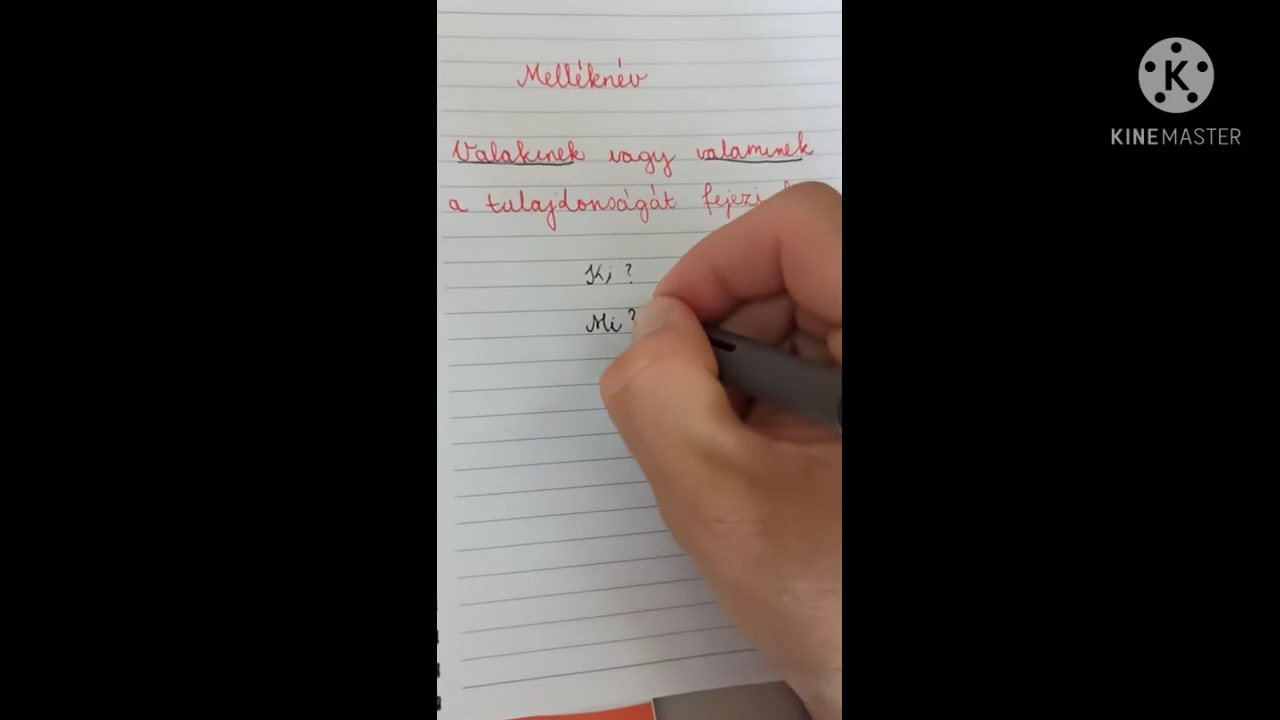 Melléknév
Valakinek vagy valaminek
a tulajdonságát fejezi
Ki?
Mi?
K
KINEMASTER